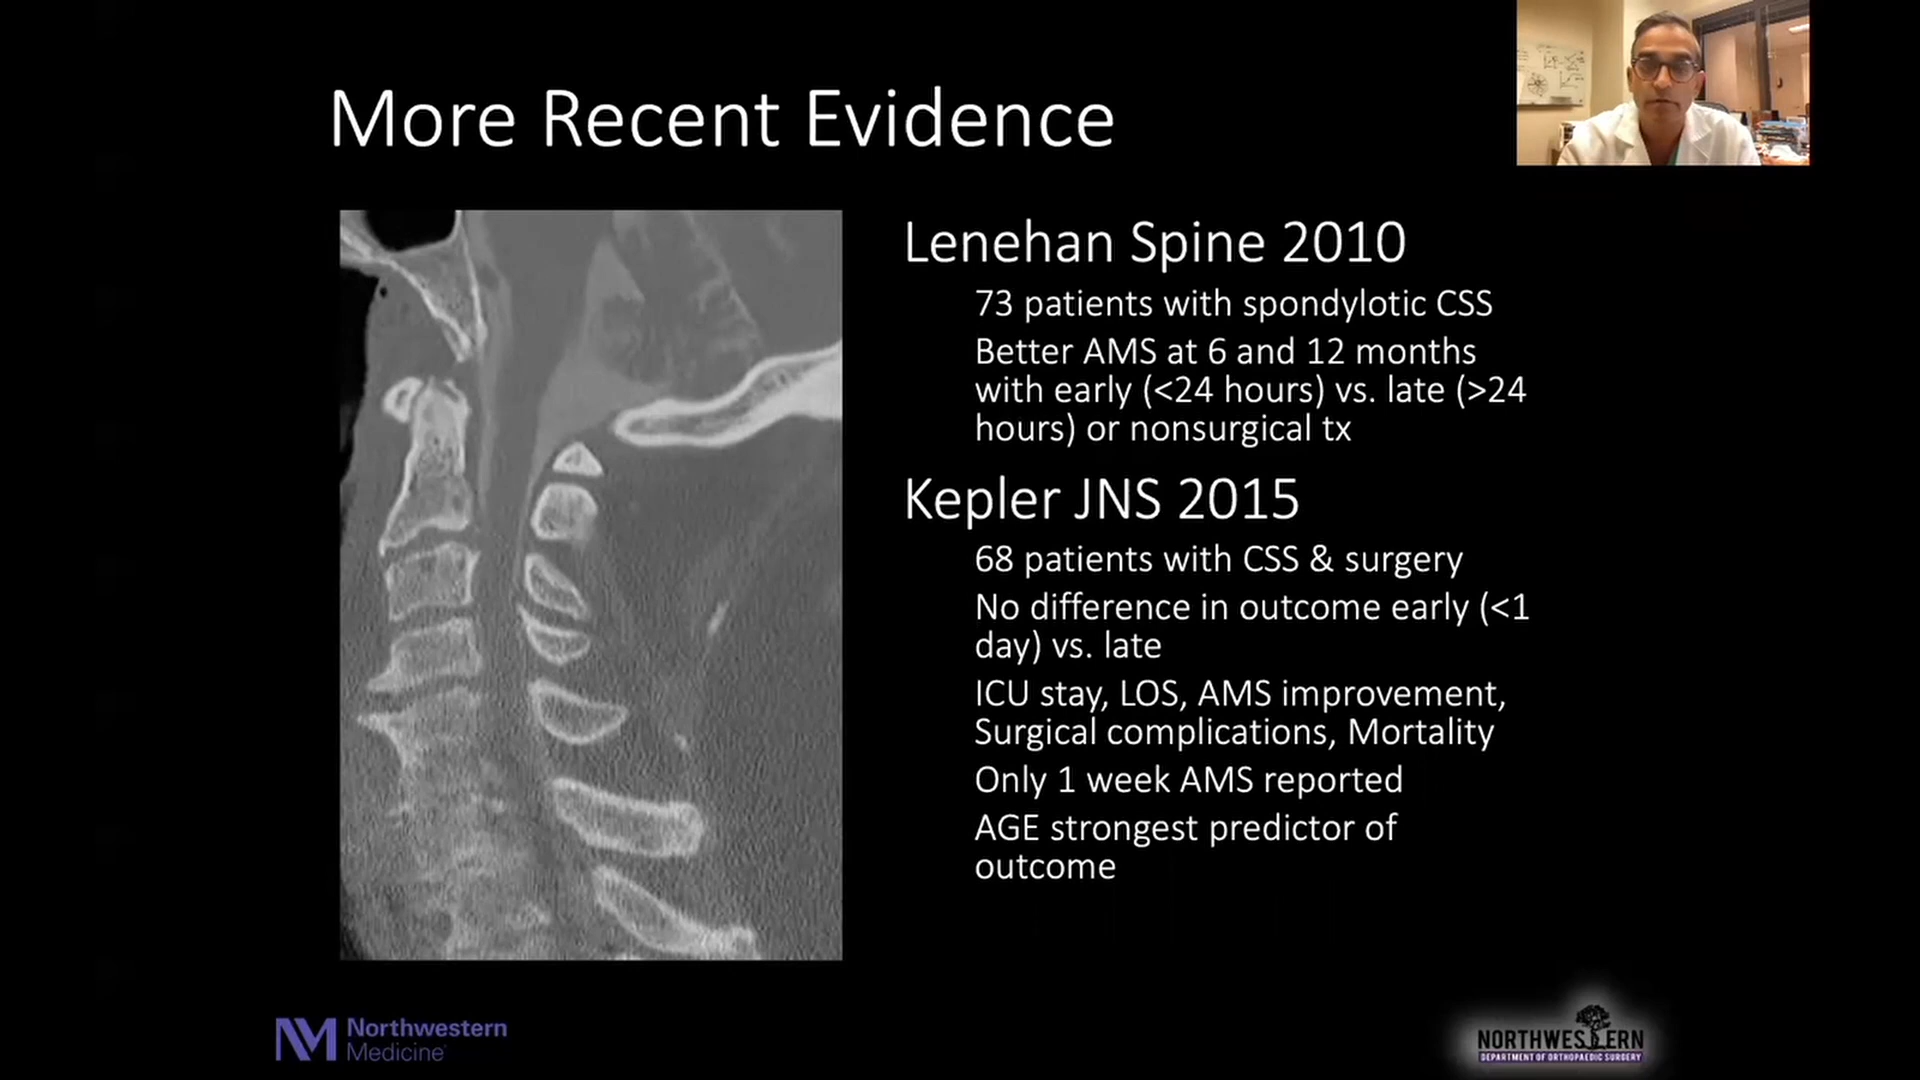 More Recent Evidence
Lenehan Spine 2010
73 patients with spondylotic CSS
Better AMS at 6 and 12 months
with early (<24 hours) vs. late (>24
hours) or nonsurgical tx
Kepler JNS 2015
68 patients with CSS & surgery
No difference in outcome early (<1
day) vs. late
ICU stay, LOS, AMS improvement,
Surgical complications, Mortality
Only 1 week AMS reported
AGE strongest predictor of
outcome
NM Northwestern
Medicine
NORTHWESTERN
DEPARTMENT OF ORTHOPAEDIC SURGERY